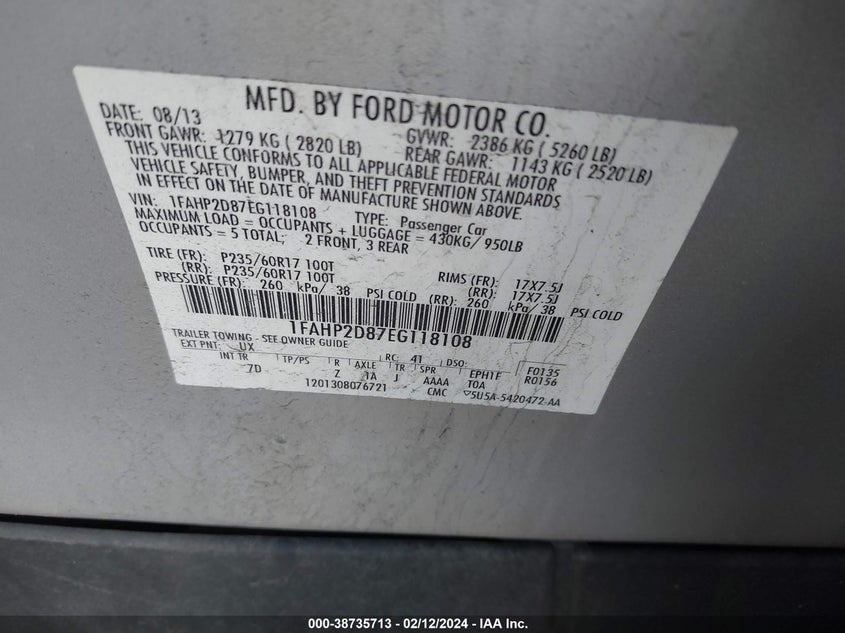 MFD. BY FORD MOTOR CO.
DATE: 08/13 GVWR: 2386 KG ( 5260 LB)
FRONT GAWR: 1279 KG ( 2820 LB) REAR GAWR: 1143 KG ( 2520 LB)
THIS VEHICLE CONFORMS TO ALL APPLICABLE FEDERAL MOTOR
VEHICLE SAFETY, BUMPER, AND THEFT PREVENTION STANDARDS
IN EFFECT ON THE DATE OF MANUFACTURE SHOWN ABOVE.
VIN: 1FAHP2D87EG118108 TYPE: Passenger Car
MAXIMUM LOAD = OCCUPANTS + LUGGAGE = 430KG/ 950LB
OCCUPANTS = 5 TOTAL, 2 FRONT, 3 REAR
TIRE (FR): P235/60R17 100T RIMS (FR): 17X7.5J
(RR): P235/60R17 100T (RR): 17X7.5J
PRESSURE (FR): 260 kPa/ 38 PSI COLD (RR): 260 kPa/ 38 PSI COLD
1FAHP2D87EG118108
TRAILER TOWING - SEE OWNER GUIDE
EXT PNT: UX RC: 41 DSO:
INT TR TP/PS R AXLE TR SPR EPH1F F0135
7D Z 1A J AAAA T0A R0156
1201308076721 CMC 5U5A-5420472-AA
000-38735713 - 02/12/2024 - IAA Inc.